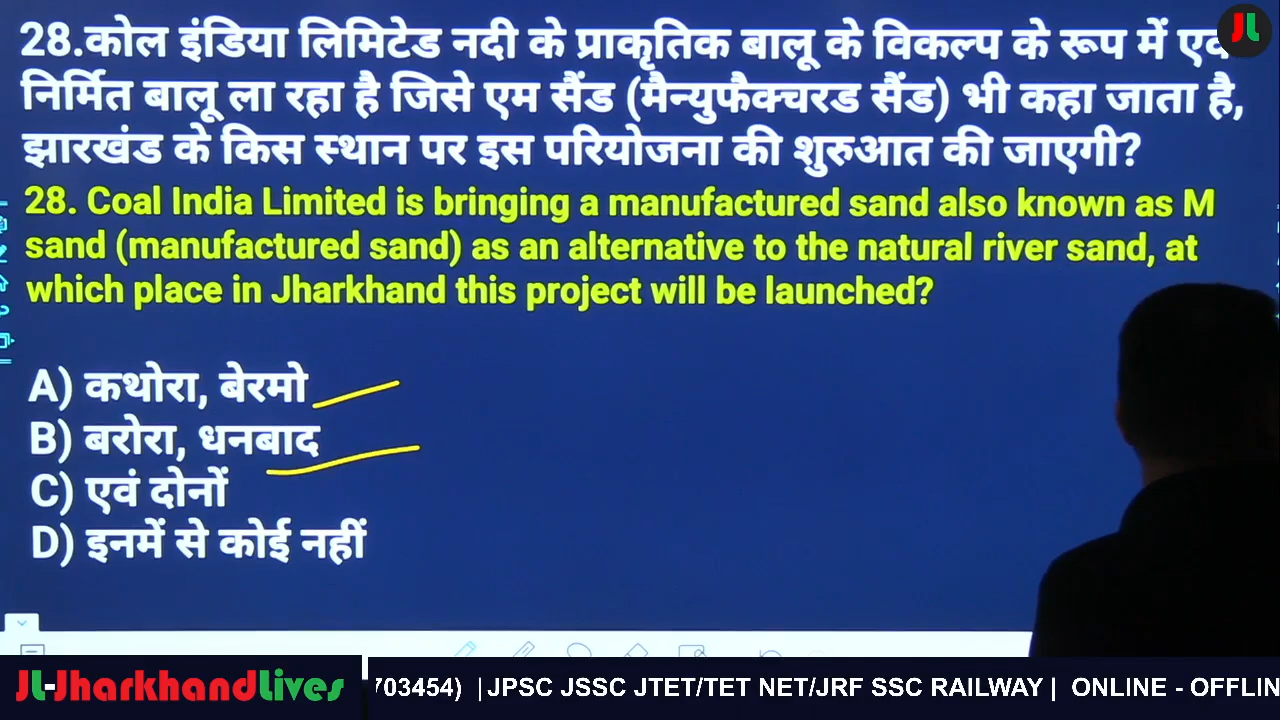 JL
28.कोल इंडिया लिमिटेड नदी के प्राकृतिक बालू के विकल्प के रूप में एक
निर्मित बालू ला रहा है जिसे एम सैंड (मैन्युफैक्चरड सैंड) भी कहा जाता है,
झारखंड के किस स्थान पर इस परियोजना की शुरुआत की जाएगी?
28. Coal India Limited is bringing a manufactured sand also known as M
sand (manufactured sand) as an alternative to the natural river sand, at
which place in Jharkhand this project will be launched?
A) कथोरा, बेरमो
B) बरोरा, धनबाद
C) एवं दोनों
D) इनमें से कोई नहीं
JL-JharkhandLives
703454) |JPSC JSSC JTET/TET NET/JRF SSC RAILWAY | ONLINE - OFFLIN